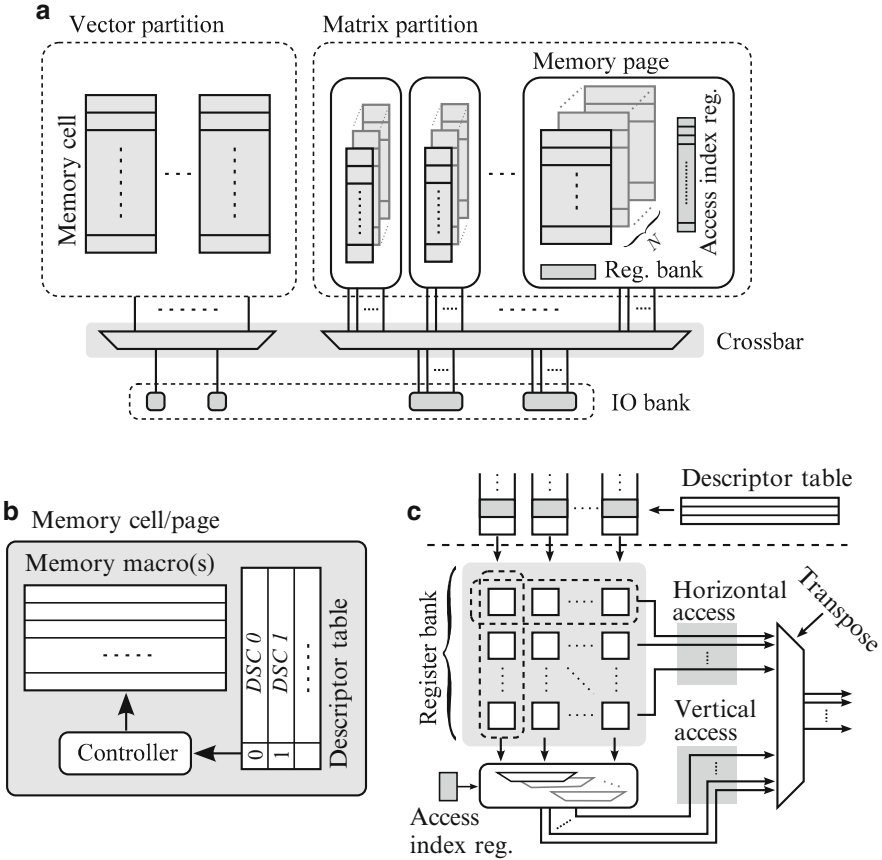 a
Vector partition
Matrix partition
Memory cell
Memory page
Access index reg.
N
Reg. bank
Crossbar
IO bank
b
Memory cell/page
Memory macro(s)
DSC 0
DSC 1
0
1
Descriptor table
Controller
c
Descriptor table
Register bank
Horizontal
access
Transpose
Vertical
access
Access
index reg.